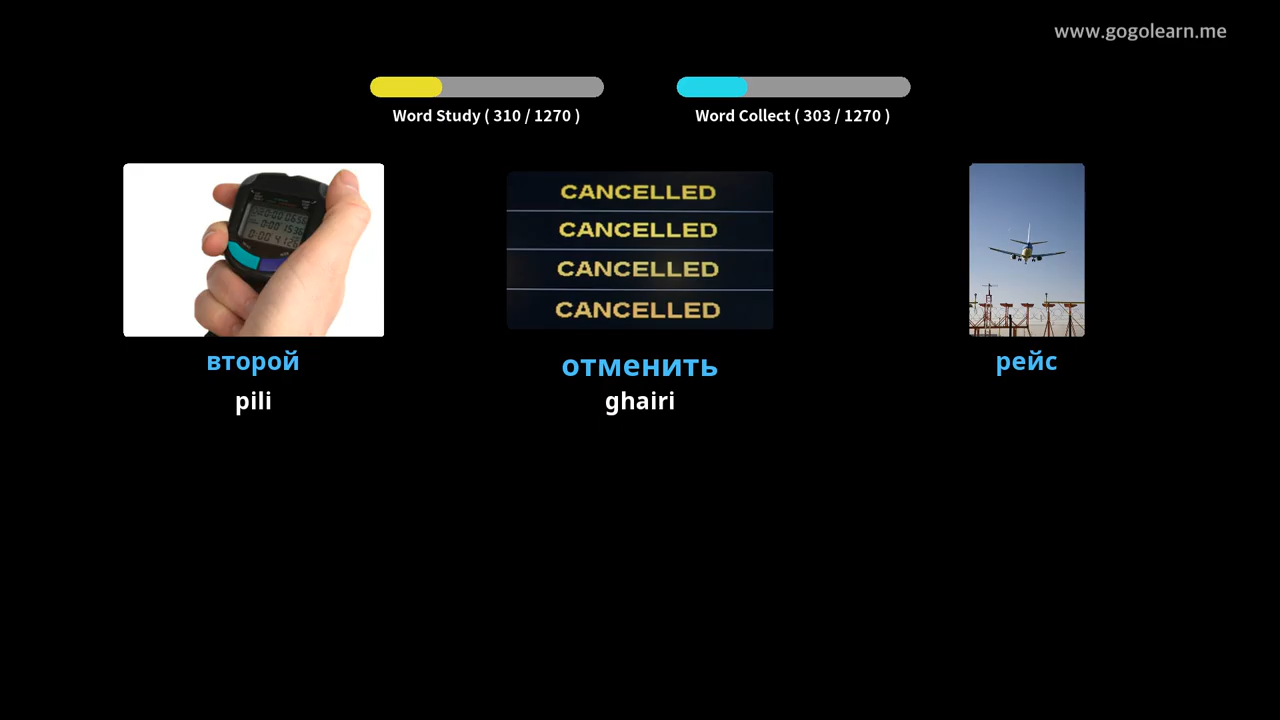 www.gogolearn.me
Word Study ( 310 / 1270 )
Word Collect ( 303 / 1270 )
CANCELLED
CANCELLED
CANCELLED
CANCELLED
второй
отменить
рейс
pili
ghairi